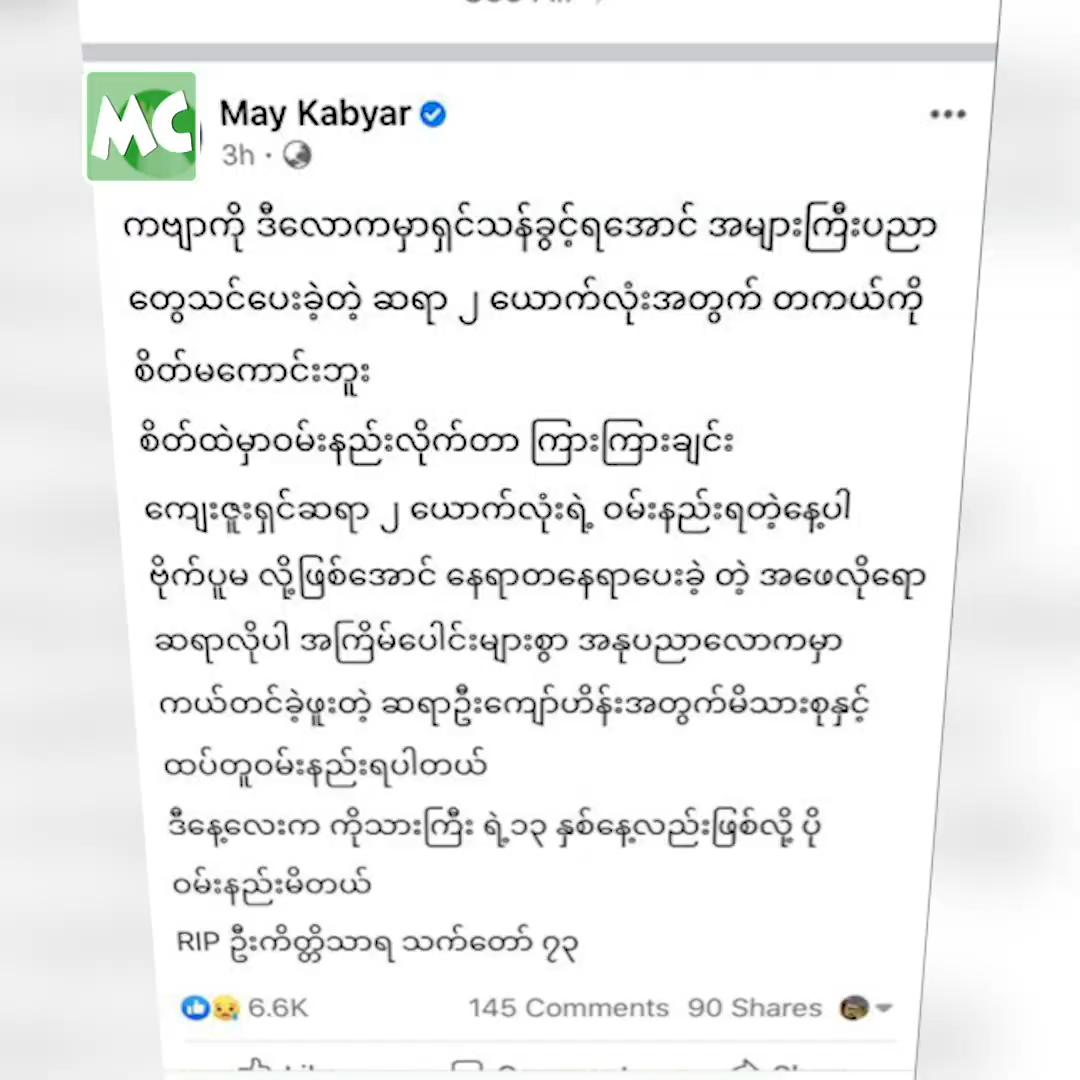 MC
May Kabyar
3h ·
ကဗျာကို ဒီလောကမှာရှင်သန်ခွင့်ရအောင် အများကြီးပညာ
တွေသင်ပေးခဲ့တဲ့ ဆရာ ၂ ယောက်လုံးအတွက် တကယ်ကို
စိတ်မကောင်းဘူး
စိတ်ထဲမှာဝမ်းနည်းလိုက်တာ ကြားကြားချင်း
ကျေးဇူးရှင်ဆရာ ၂ ယောက်လုံးရဲ့ ဝမ်းနည်းရတဲ့နေ့ပါ
ဗိုက်ပူမ လို့ဖြစ်အောင် နေရာတနေရာပေးခဲ့ တဲ့ အဖေလိုရော
ဆရာလိုပါ အကြိမ်ပေါင်းများစွာ အနုပညာလောကမှာ
ကယ်တင်ခဲ့ဖူးတဲ့ ဆရာဦးကျော်ဟိန်းအတွက်မိသားစုနှင့်
ထပ်တူဝမ်းနည်းရပါတယ်
ဒီနေ့လေးက ကိုသားကြီး ရဲ့၁၃ နှစ်နေ့လည်းဖြစ်လို့ ပို
ဝမ်းနည်းမိတယ်
RIP ဦးကိတ္တိသာရ သက်တော် ၇၃
6.6K 145 Comments 90 Shares